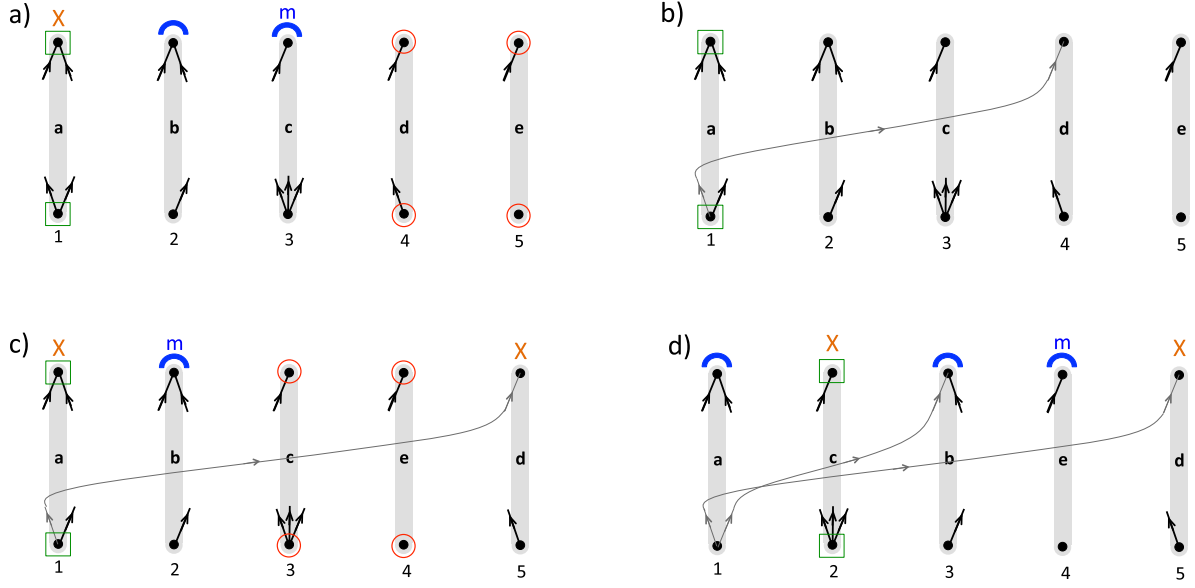 a)
X m
a b c d e
1 2 3 4 5
b)
a b c d e
1 2 3 4 5
c)
X m X
a b c e d
1 2 3 4 5
d)
X m X
a c b e d
1 2 3 4 5